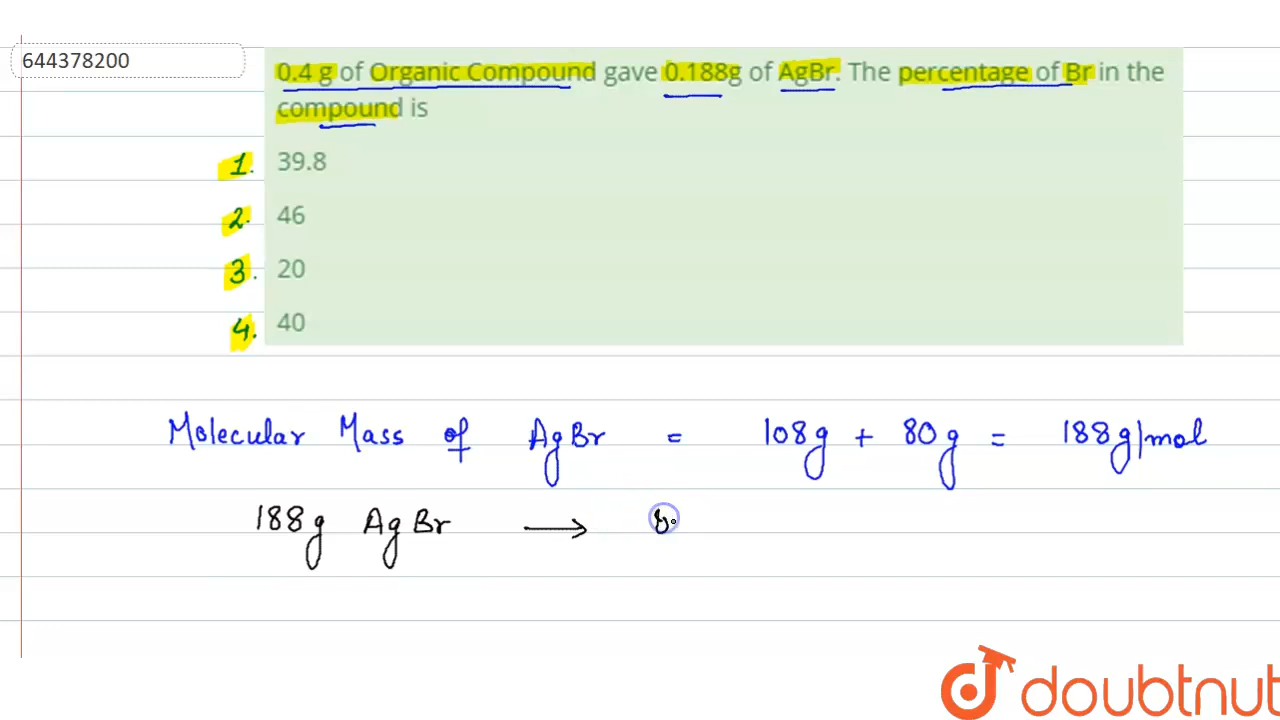 644378200
0.4 g of Organic Compound gave 0.188g of AgBr. The percentage of Br in the
compound is
1. 39.8
2. 46
3. 20
4. 40
Molecular Mass of AgBr = 108g + 80g = 188g/mol
188g AgBr →
doubtnut